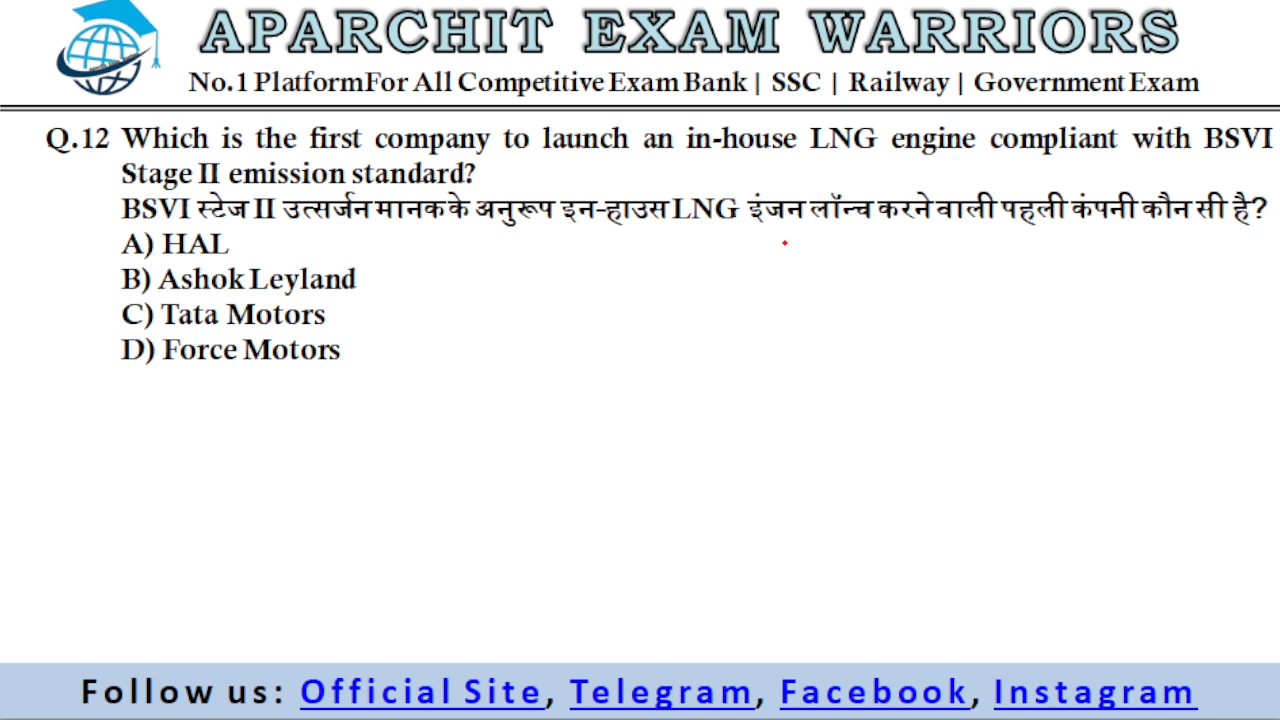 APARCHIT EXAM WARRIORS
No.1 PlatformFor All Competitive Exam Bank | SSC | Railway | Government Exam
Q.12 Which is the first company to launch an in-house LNG engine compliant with BSVI
Stage II emission standard?
BSVI स्टेज II उत्सर्जन मानक के अनुरूप इन-हाउस LNG इंजन लॉन्च करने वाली पहली कंपनी कौन सी है?
A) HAL
B) Ashok Leyland
C) Tata Motors
D) Force Motors
Follow us: Official Site, Telegram, Facebook, Instagram